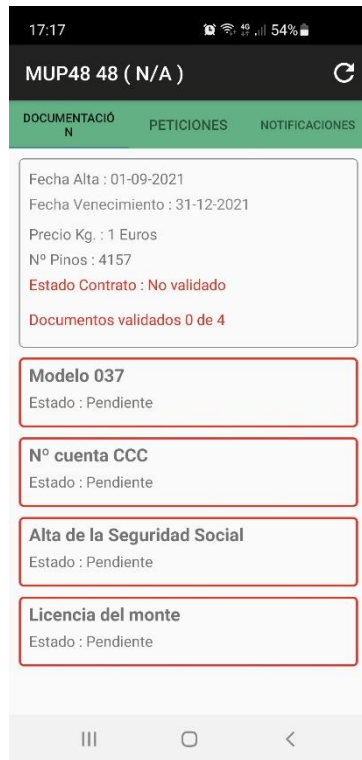 17:17 4G 54%
MUP48 48 ( N/A )
DOCUMENTACIÓ
N
PETICIONES
NOTIFICACIONES
Fecha Alta : 01-09-2021
Fecha Vencimiento : 31-12-2021
Precio Kg. : 1 Euros
Nº Pinos : 4157
Estado Contrato : No validado
Documentos validados 0 de 4
Modelo 037
Estado : Pendiente
Nº cuenta CCC
Estado : Pendiente
Alta de la Seguridad Social
Estado : Pendiente
Licencia del monte
Estado : Pendiente